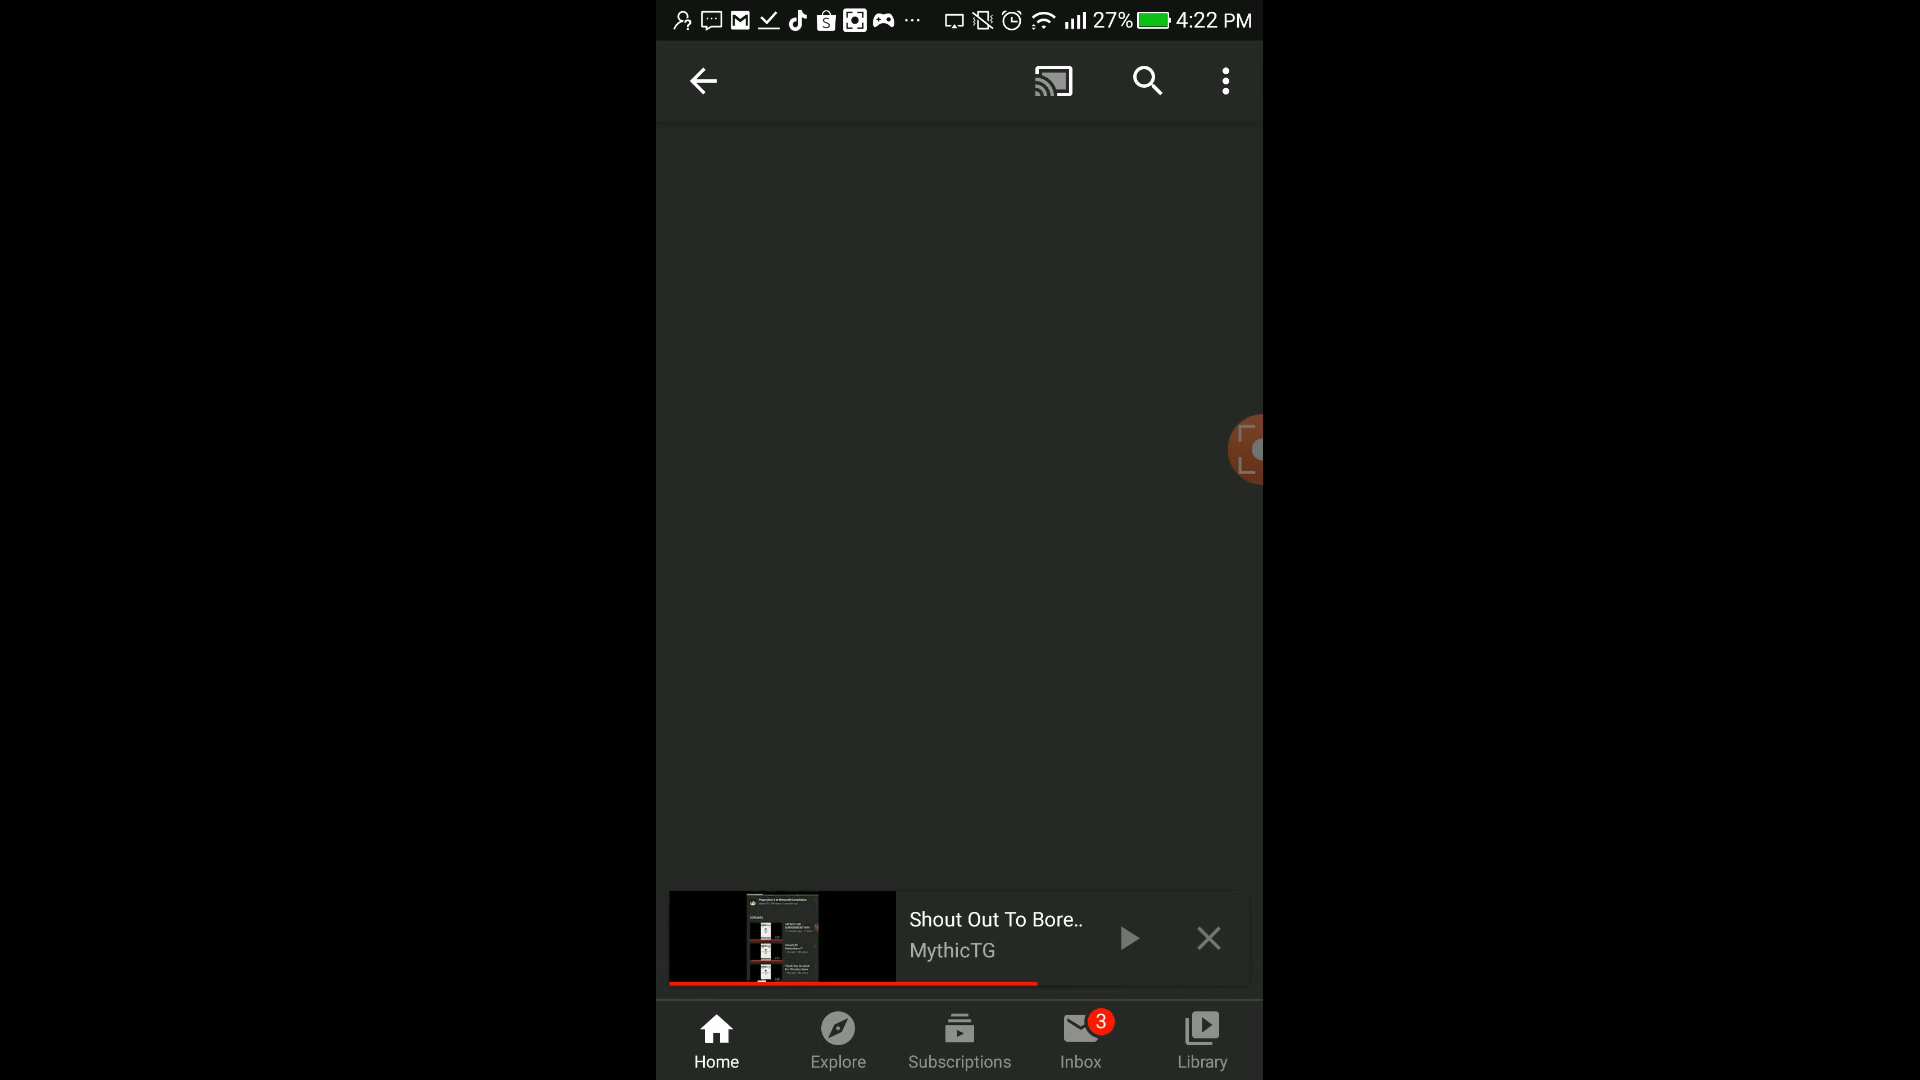 27% 4:22 PM
Shout Out To Bore..
MythicTG
3
Home
Explore
Subscriptions
Inbox
Library